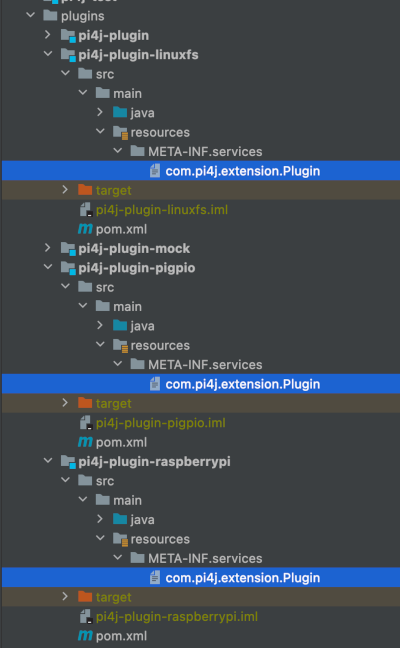 plugins
pi4j-plugin
pi4j-plugin-linuxfs
src
main
java
resources
META-INF.services
com.pi4j.extension.Plugin
target
pi4j-plugin-linuxfs.iml
pom.xml
pi4j-plugin-mock
pi4j-plugin-pigpio
src
main
java
resources
META-INF.services
com.pi4j.extension.Plugin
target
pi4j-plugin-pigpio.iml
pom.xml
pi4j-plugin-raspberrypi
src
main
java
resources
META-INF.services
com.pi4j.extension.Plugin
target
pi4j-plugin-raspberrypi.iml
pom.xml